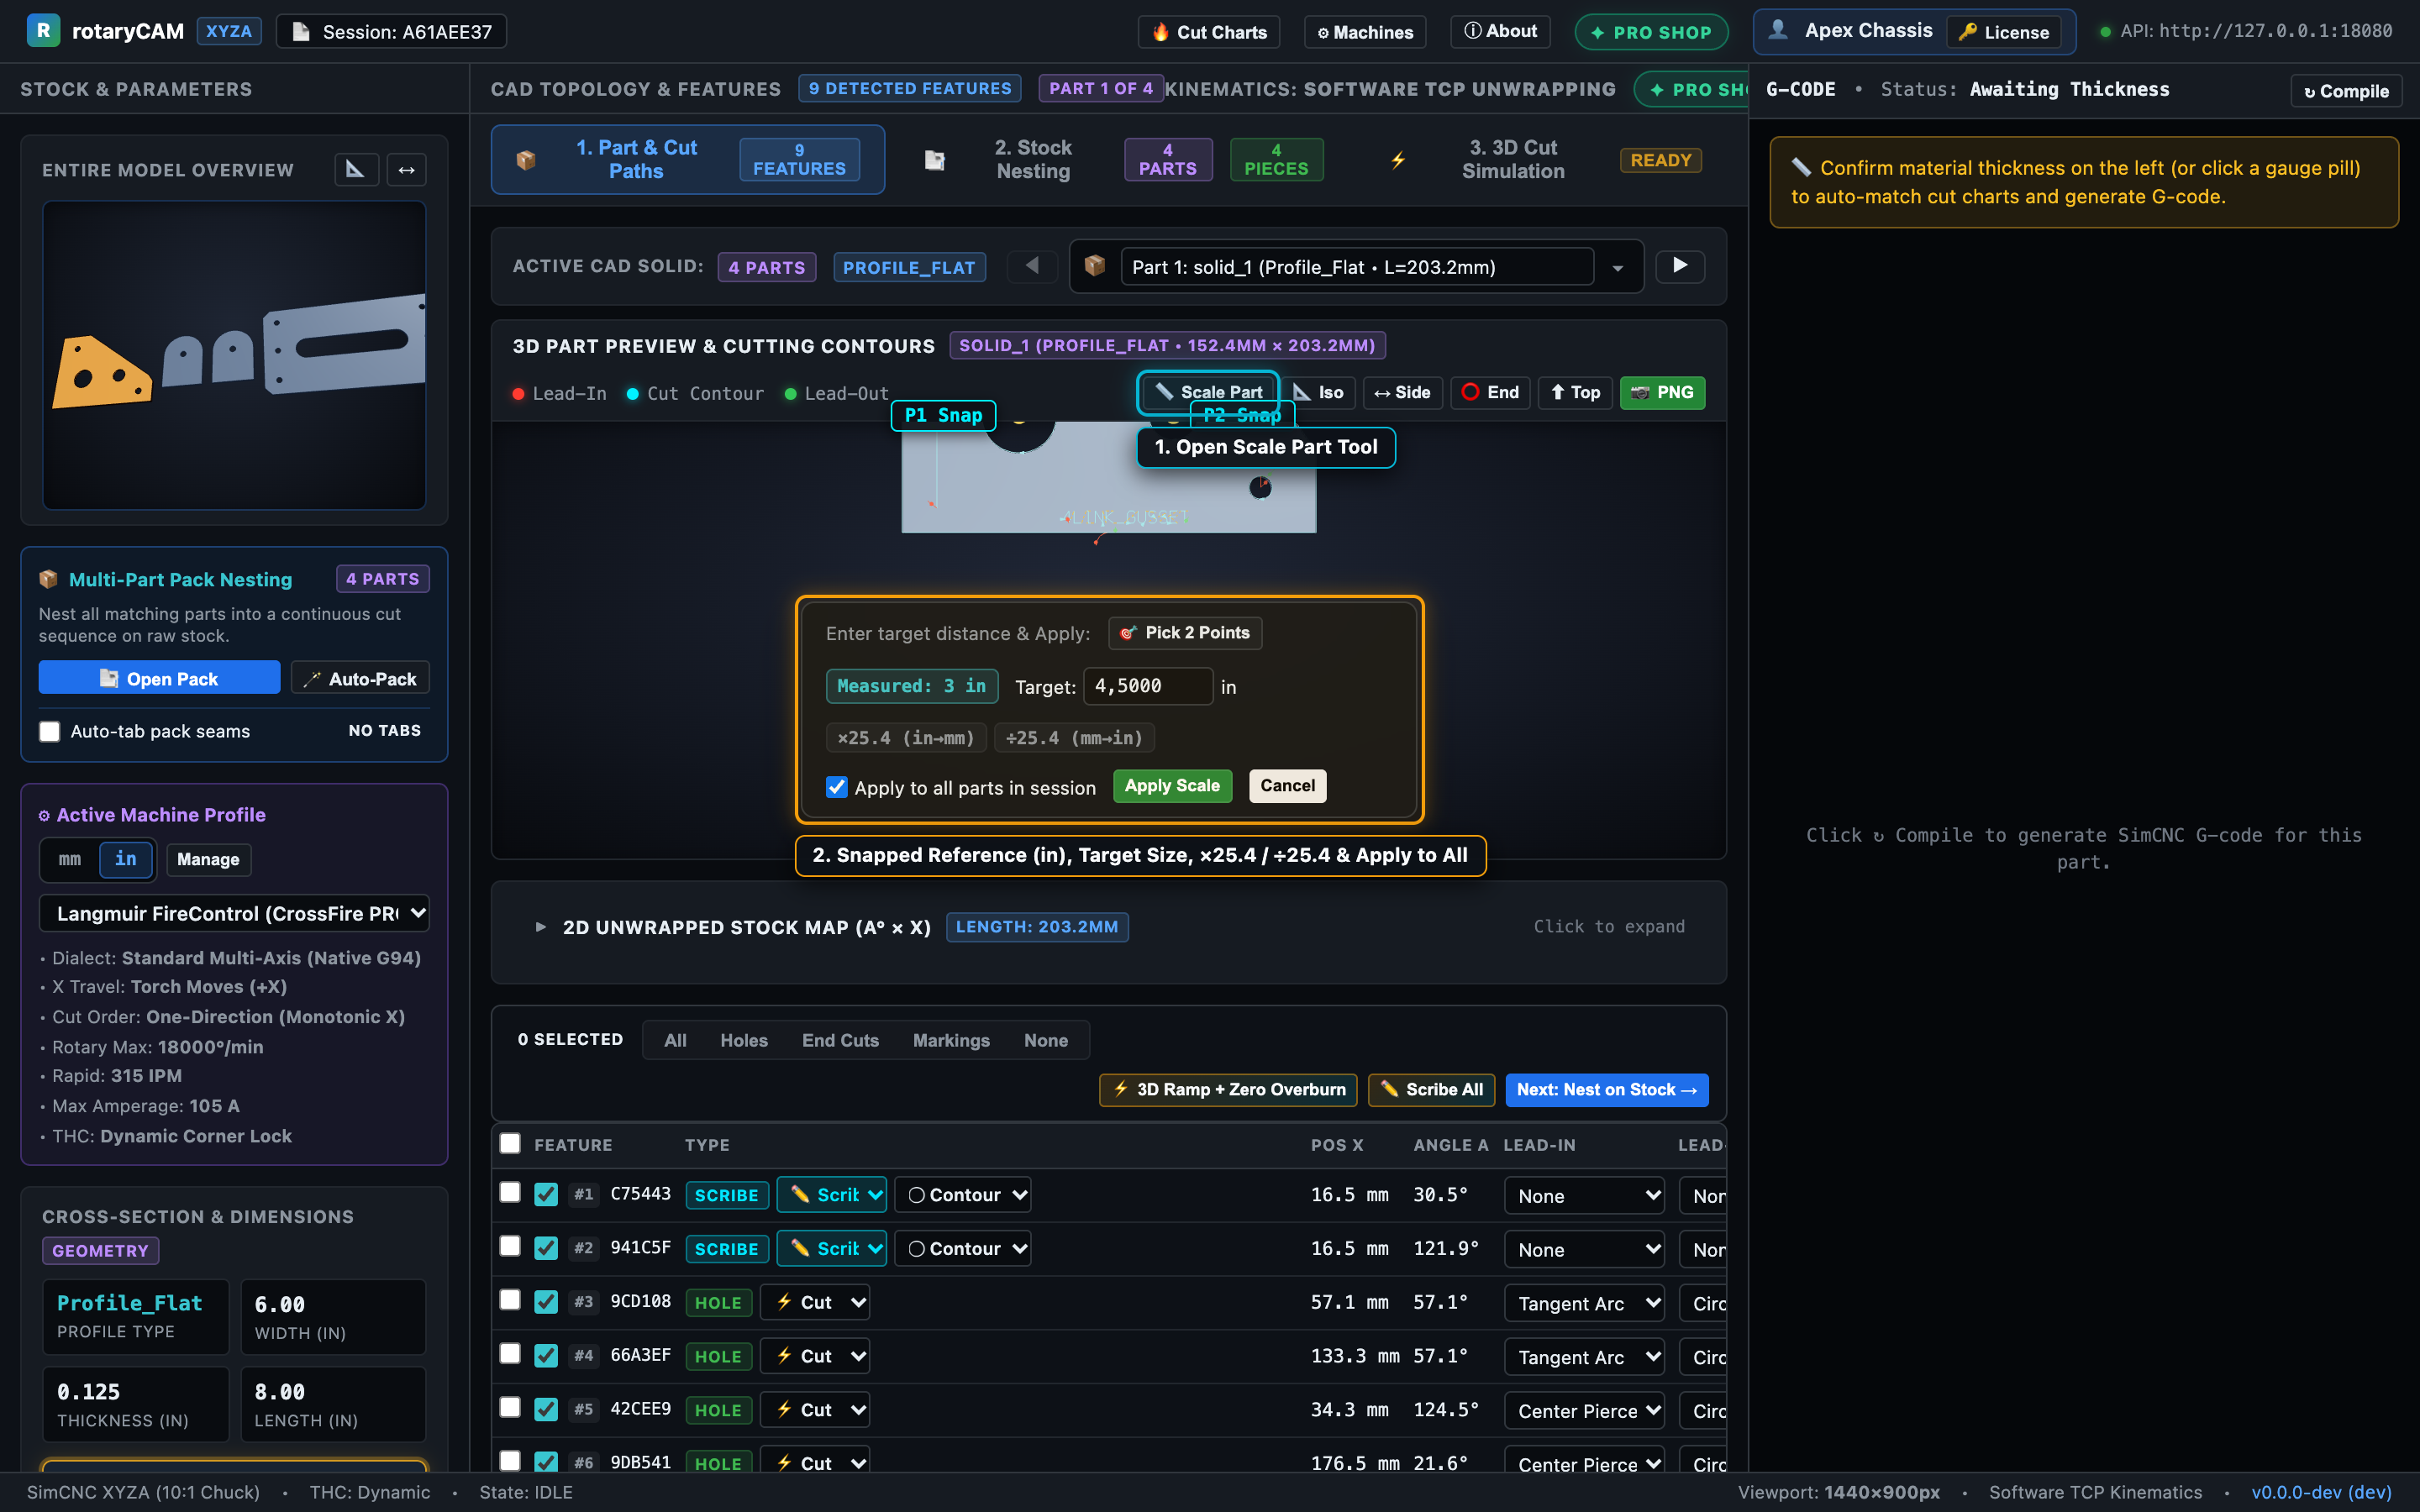 R rotaryCAM XYZA Session: A61AEE37 Cut Charts Machines About PRO SHOP Apex Chassis License API: http://127.0.0.1:18080
STOCK & PARAMETERS
ENTIRE MODEL OVERVIEW
Multi-Part Pack Nesting 4 PARTS
Nest all matching parts into a continuous cut
sequence on raw stock.
Open Pack Auto-Pack
Auto-tab pack seams NO TABS
Active Machine Profile
mm in Manage
Langmuir FireControl (CrossFire PR
• Dialect: Standard Multi-Axis (Native G94)
• X Travel: Torch Moves (+X)
• Cut Order: One-Direction (Monotonic X)
• Rotary Max: 18000°/min
• Rapid: 315 IPM
• Max Amperage: 105 A
• THC: Dynamic Corner Lock
CROSS-SECTION & DIMENSIONS
GEOMETRY
Profile_Flat
PROFILE TYPE
6.00
WIDTH (IN)
0.125
THICKNESS (IN)
8.00
LENGTH (IN)
CAD TOPOLOGY & FEATURES 9 DETECTED FEATURES PART 1 OF 4 KINEMATICS: SOFTWARE TCP UNWRAPPING PRO SH
1. Part & Cut Paths 9 FEATURES
2. Stock Nesting 4 PARTS 4 PIECES
3. 3D Cut Simulation READY
ACTIVE CAD SOLID: 4 PARTS PROFILE_FLAT Part 1: solid_1 (Profile_Flat • L=203.2mm)
3D PART PREVIEW & CUTTING CONTOURS SOLID_1 (PROFILE_FLAT • 152.4MM × 203.2MM)
Lead-In Cut Contour Lead-Out Scale Part Iso Side End Top PNG
P1 Snap P2 Snap
1. Open Scale Part Tool
4LINK_GUSSET
Enter target distance & Apply: Pick 2 Points
Measured: 3 in Target: 4,5000 in
×25.4 (in→mm) ÷25.4 (mm→in)
Apply to all parts in session Apply Scale Cancel
2. Snapped Reference (in), Target Size, ×25.4 / ÷25.4 & Apply to All
2D UNWRAPPED STOCK MAP (A° × X) LENGTH: 203.2MM Click to expand
0 SELECTED All Holes End Cuts Markings None
3D Ramp + Zero Overburn Scribe All Next: Nest on Stock →
FEATURE TYPE POS X ANGLE A LEAD-IN LEAD-
#1 C75443 SCRIBE Scrib Contour 16.5 mm 30.5° None Non
#2 941C5F SCRIBE Scrib Contour 16.5 mm 121.9° None Non
#3 9CD108 HOLE Cut 57.1 mm 57.1° Tangent Arc Circ
#4 66A3EF HOLE Cut 133.3 mm 57.1° Tangent Arc Circ
#5 42CEE9 HOLE Cut 34.3 mm 124.5° Center Pierce Circ
#6 9DB541 HOLE Cut 176.5 mm 21.6° Center Pierce Circ
G-CODE • Status: Awaiting Thickness ↻ Compile
Confirm material thickness on the left (or click a gauge pill)
to auto-match cut charts and generate G-code.
Click ↻ Compile to generate SimCNC G-code for this
part.
SimCNC XYZA (10:1 Chuck) • THC: Dynamic • State: IDLE Viewport: 1440×900px • Software TCP Kinematics • v0.0.0-dev (dev)